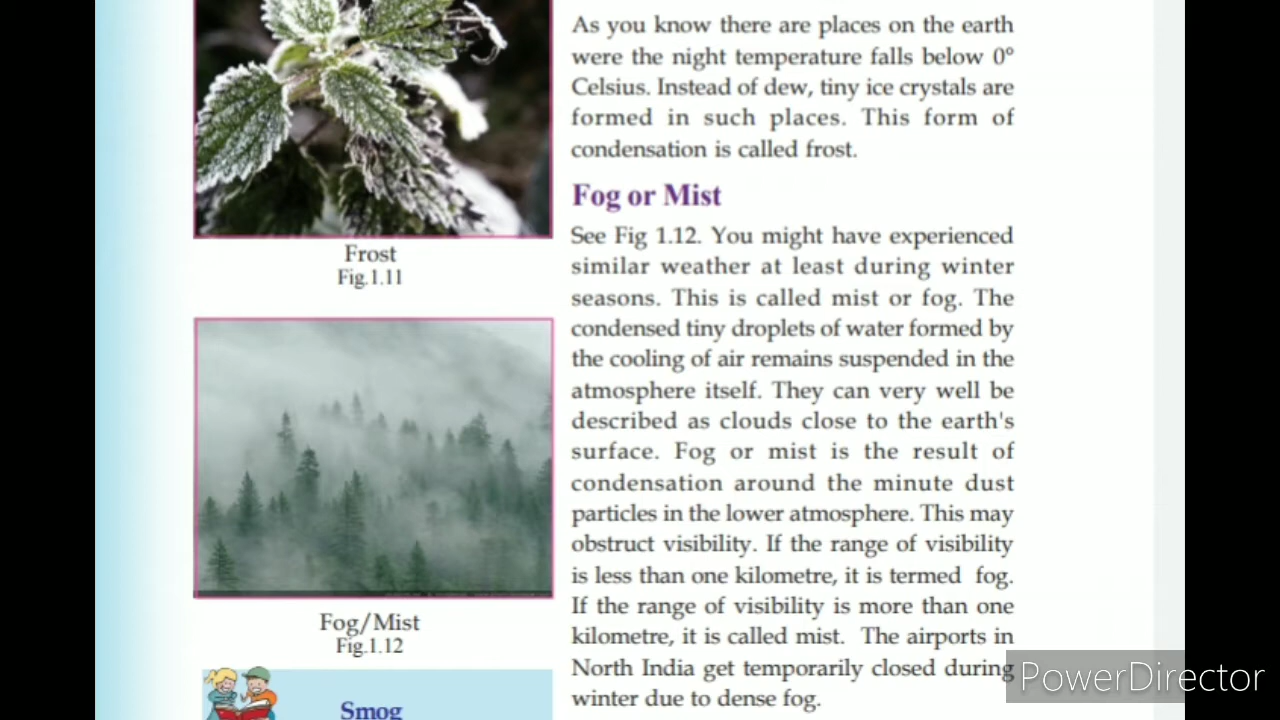 As you know there are places on the earth
were the night temperature falls below 0°
Celsius. Instead of dew, tiny ice crystals are
formed in such places. This form of
condensation is called frost.
Fog or Mist
See Fig 1.12. You might have experienced
similar weather at least during winter
seasons. This is called mist or fog. The
condensed tiny droplets of water formed by
the cooling of air remains suspended in the
atmosphere itself. They can very well be
described as clouds close to the earth's
surface. Fog or mist is the result of
condensation around the minute dust
particles in the lower atmosphere. This may
obstruct visibility. If the range of visibility
is less than one kilometre, it is termed fog.
If the range of visibility is more than one
kilometre, it is called mist. The airports in
North India get temporarily closed during
winter due to dense fog.
Frost
Fig.1.11
Fog/Mist
Fig.1.12
Smog
PowerDirector